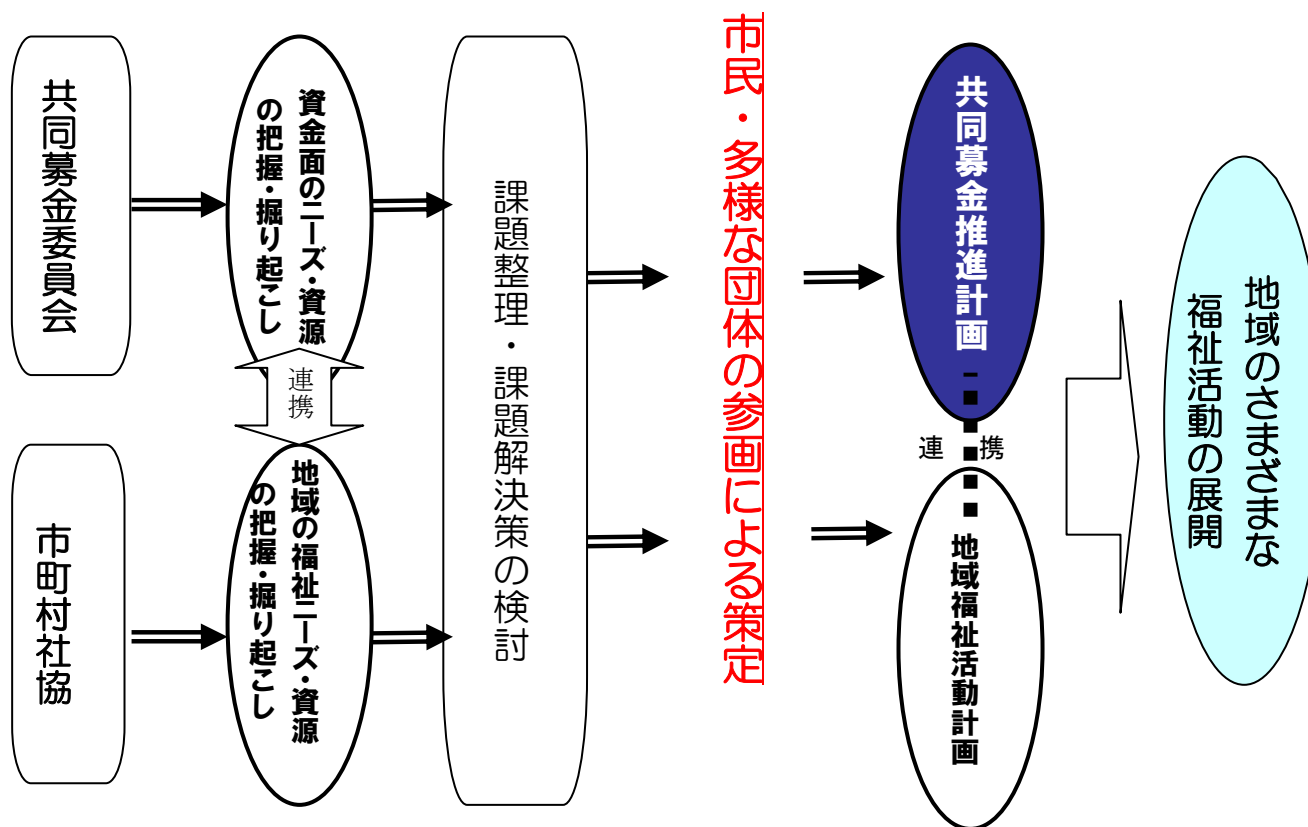 共同募金委員会
資金面のニーズ・資源
の把握・掘り起こし
連携
市町村社協
地域の福祉ニーズ・資源
の把握・掘り起こし
課題整理・課題解決策の検討
市民・多様な団体の参画による策定
共同募金推進計画
連携
地域福祉活動計画
地域のさまざまな
福祉活動の展開